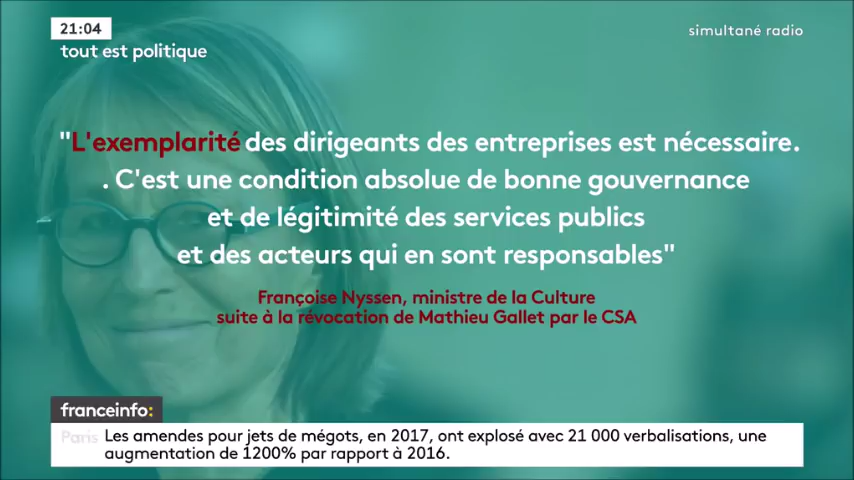 21:04
simultané radio
tout est politique
"L'exemplarité des dirigeants des entreprises est nécessaire.
. C'est une condition absolue de bonne gouvernance
et de légitimité des services publics
et des acteurs qui en sont responsables"
Françoise Nyssen, ministre de la Culture
suite à la révocation de Mathieu Gallet par le CSA
franceinfo:
Paris Les amendes pour jets de mégots, en 2017, ont explosé avec 21 000 verbalisations, une
augmentation de 1200% par rapport à 2016.